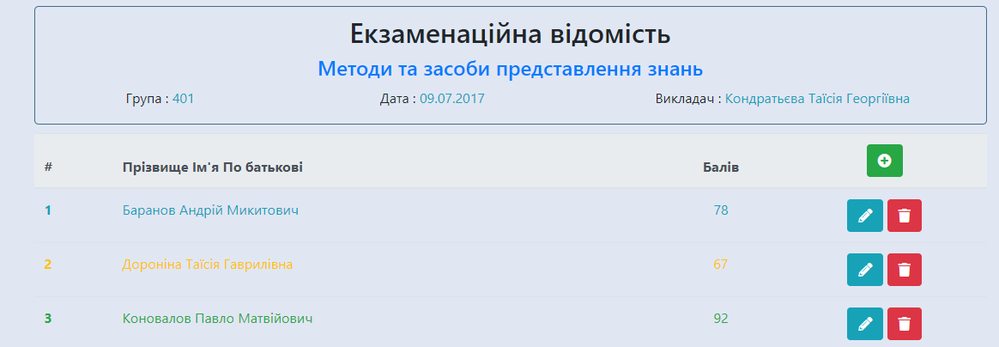 Екзаменаційна відомість
Методи та засоби представлення знань
Група : 401 Дата : 09.07.2017 Викладач : Кондратьєва Таїсія Георгіївна
# Прізвище Ім'я По батькові Балів
1 Баранов Андрій Микитович 78
2 Дороніна Таїсія Гаврилівна 67
3 Коновалов Павло Матвійович 92